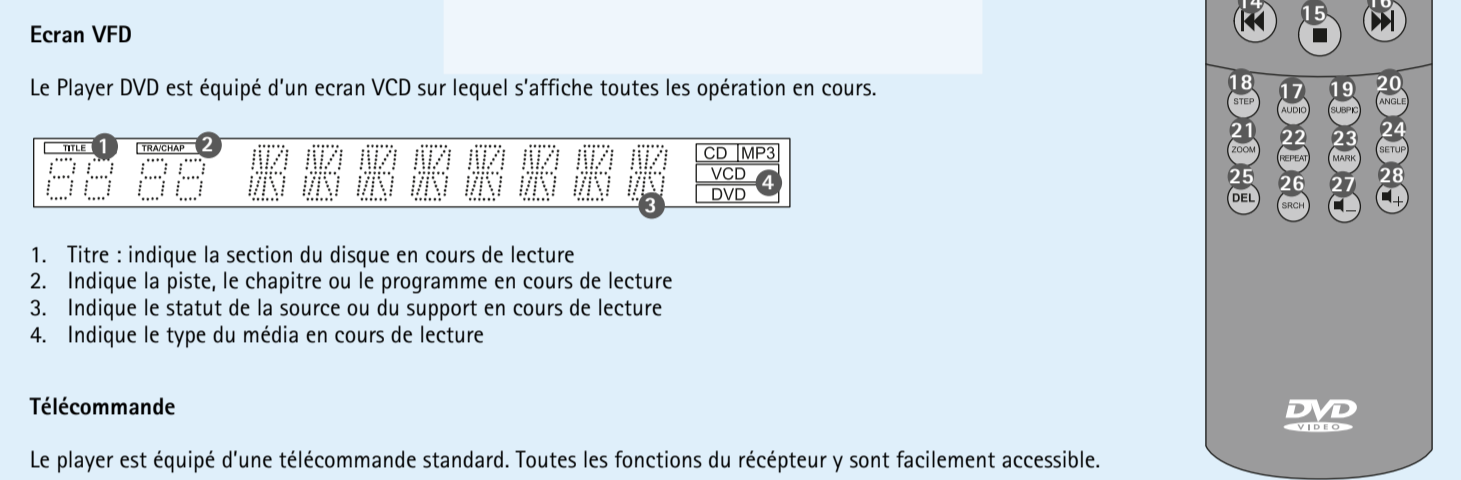 Ecran VFD
Le Player DVD est équipé d'un ecran VCD sur lequel s'affiche toutes les opération en cours.
TITLE 1 TRA/CHAP 2
CD MP3
VCD
4
DVD
3
1. Titre : indique la section du disque en cours de lecture
2. Indique la piste, le chapitre ou le programme en cours de lecture
3. Indique le statut de la source ou du support en cours de lecture
4. Indique le type du média en cours de lecture
Télécommande
Le player est équipé d'une télécommande standard. Toutes les fonctions du récépteur y sont facilement accessible.
14 15 16
18 17 19 20
STEP AUDIO SUBPIC ANGLE
21 22 23 24
ZOOM REPEAT MARK SETUP
25 26 27 28
DEL SRCH − +
DVD
VIDEO